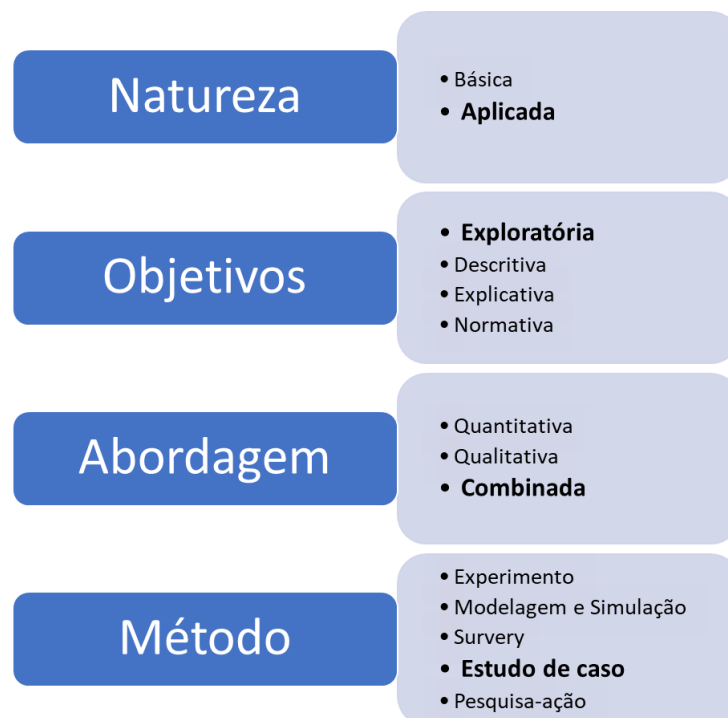 Natureza
• Básica
• Aplicada
Objetivos
• Exploratória
• Descritiva
• Explicativa
• Normativa
Abordagem
• Quantitativa
• Qualitativa
• Combinada
Método
• Experimento
• Modelagem e Simulação
• Survery
• Estudo de caso
• Pesquisa-ação